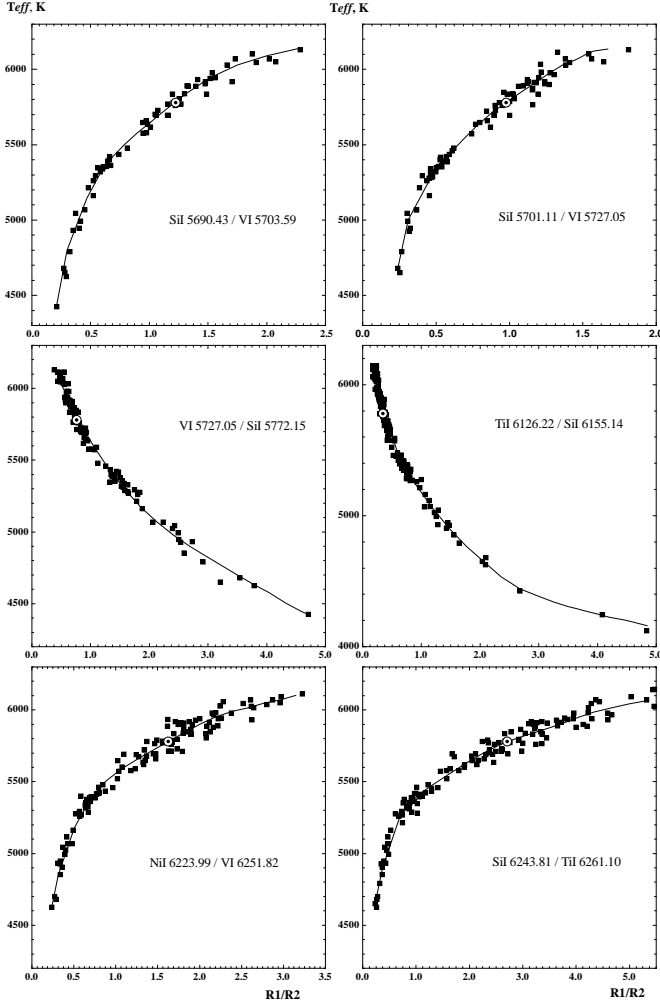 Teff, K
Teff, K
6000
5500
5000
4500
SiI 5690.43 / VI 5703.59
0.0 0.5 1.0 1.5 2.0 2.5
6000
5500
5000
4500
SiI 5701.11 / VI 5727.05
0.0 0.5 1.0 1.5 2.0
6000
5500
5000
4500
VI 5727.05 / SiI 5772.15
0.0 1.0 2.0 3.0 4.0 5.0
6000
5000
4000
TiI 6126.22 / SiI 6155.14
0.0 1.0 2.0 3.0 4.0 5.0
6000
5500
5000
4500
NiI 6223.99 / VI 6251.82
0.0 0.5 1.0 1.5 2.0 2.5 3.0 3.5
R1/R2
6000
5500
5000
4500
SiI 6243.81 / TiI 6261.10
0.0 1.0 2.0 3.0 4.0 5.0
R1/R2